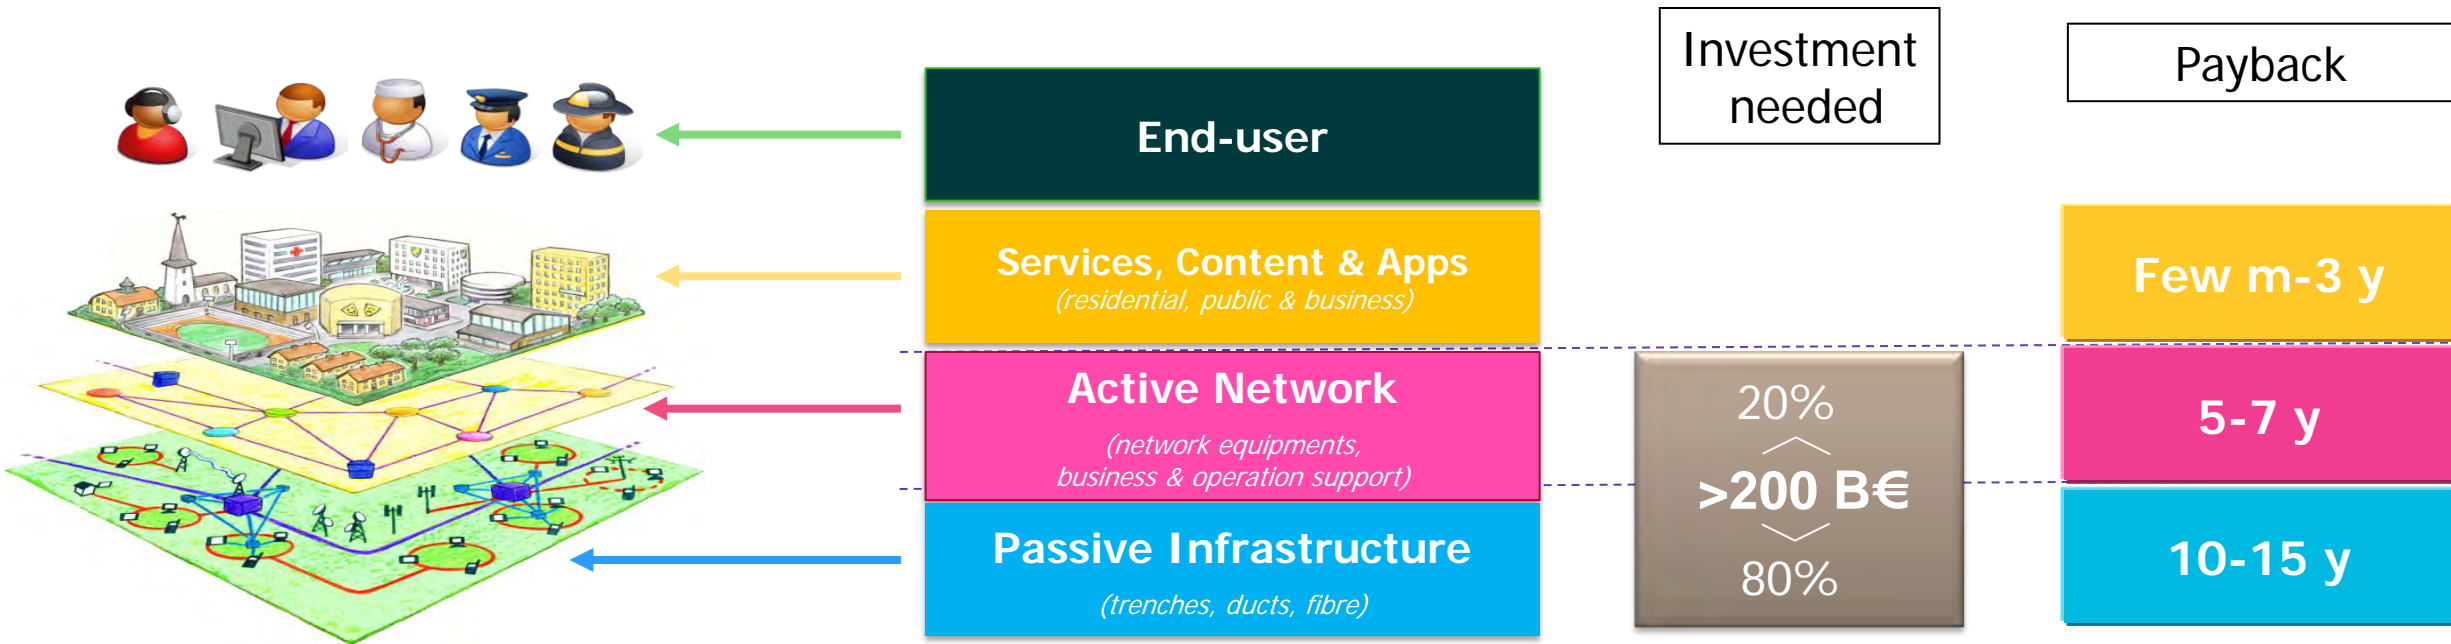 Investment
needed
Payback
End-user
Services, Content & Apps
(residential, public & business)
Few m-3 y
Active Network
(network equipments,
business & operation support)
20%
>200 B€
80%
5-7 y
Passive Infrastructure
(trenches, ducts, fibre)
10-15 y